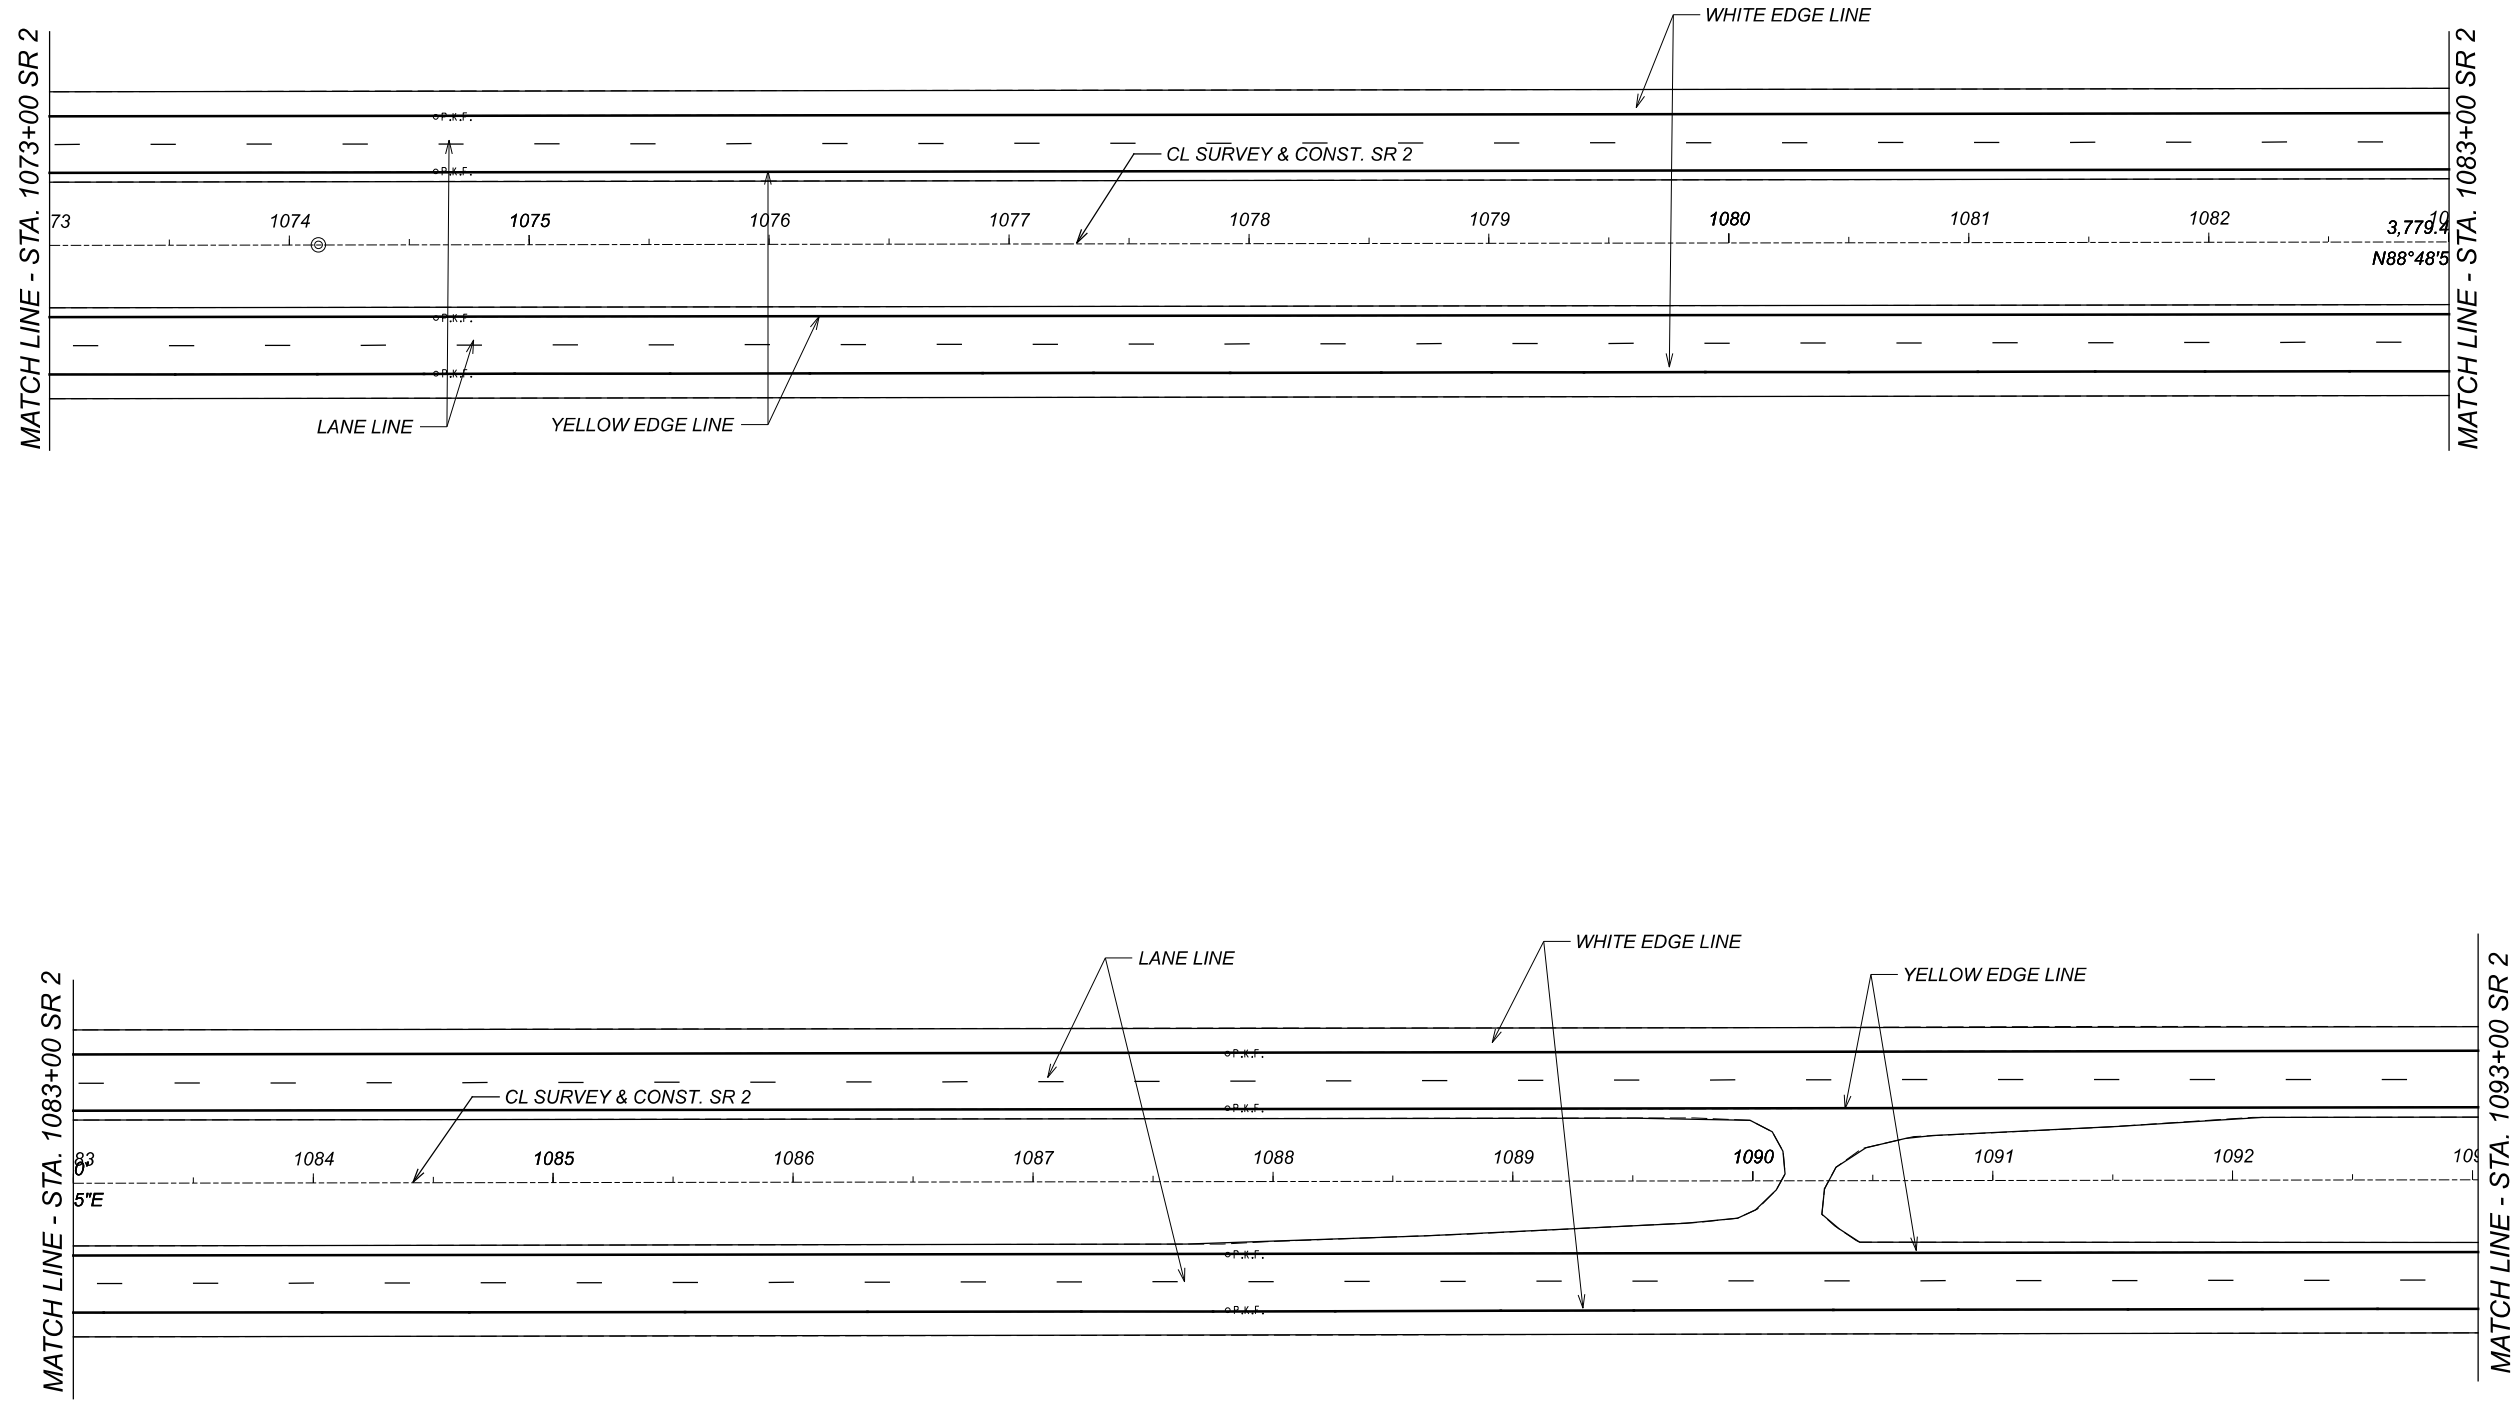 WHITE EDGE LINE
MATCH LINE - STA. 1073+00 SR 2
MATCH LINE - STA. 1083+00 SR 2
P.K.F.
CL SURVEY & CONST. SR 2
P.K.F.
73 1074 1075 1076 1077 1078 1079 1080 1081 1082 10
3,779.4
N88°48'5
P.K.F.
P.K.F.
LANE LINE
YELLOW EDGE LINE
WHITE EDGE LINE
LANE LINE
YELLOW EDGE LINE
MATCH LINE - STA. 1083+00 SR 2
MATCH LINE - STA. 1093+00 SR 2
P.K.F.
CL SURVEY & CONST. SR 2
P.K.F.
83 1084 1085 1086 1087 1088 1089 1090 1091 1092 109
0'
5"E
P.K.F.
P.K.F.